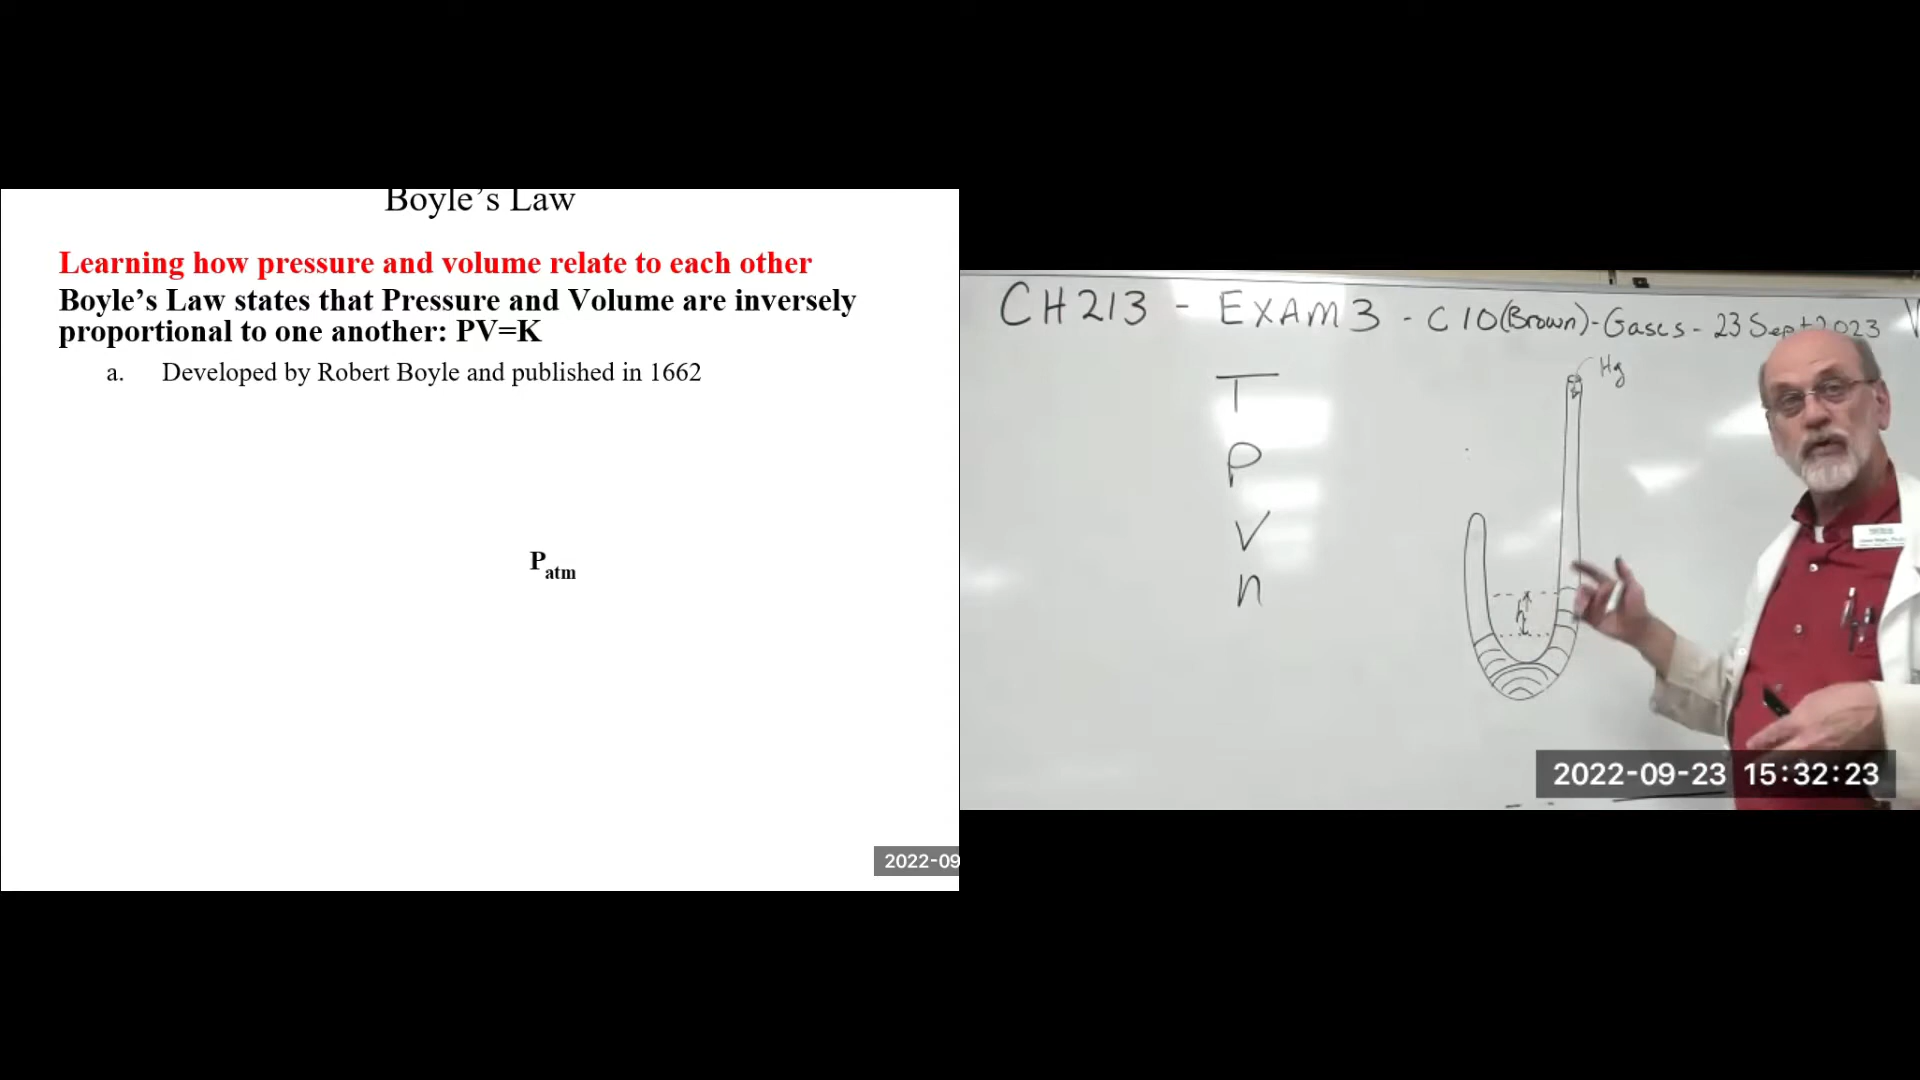 Boyle's Law
Learning how pressure and volume relate to each other
Boyle's Law states that Pressure and Volume are inversely
proportional to one another: PV=K
a. Developed by Robert Boyle and published in 1662
Patm
2022-09
CH213 - EXAM 3 - C10(Brown)-Gases - 23 Sept 2023
Hg
T
P
V
n
h
2022-09-23 15:32:23